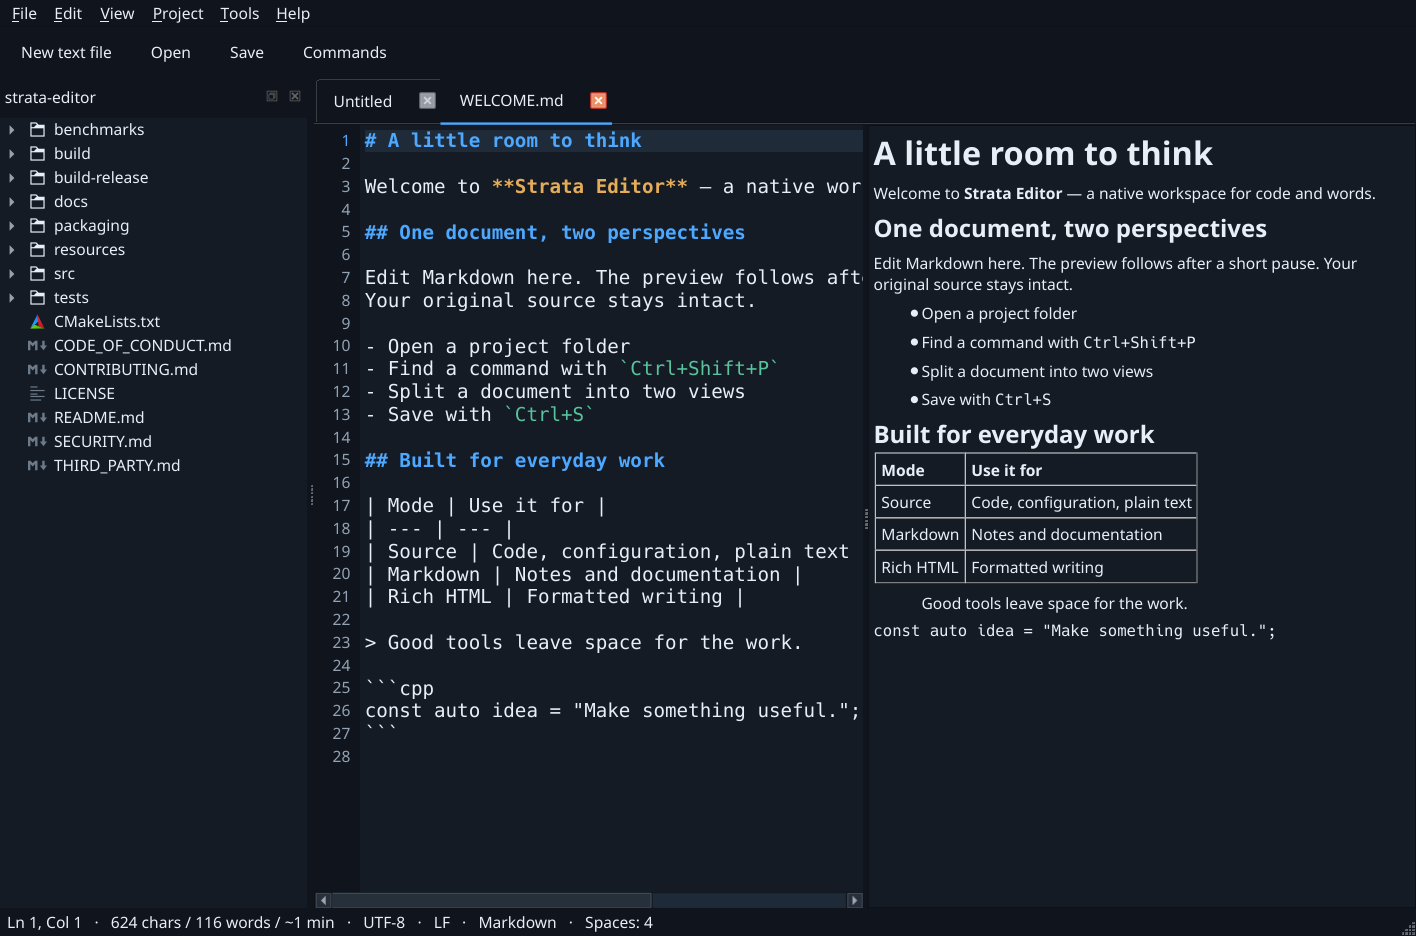 File Edit View Project Tools Help
New text file Open Save Commands
strata-editor
benchmarks
build
build-release
docs
packaging
resources
src
tests
CMakeLists.txt
CODE_OF_CONDUCT.md
CONTRIBUTING.md
LICENSE
README.md
SECURITY.md
THIRD_PARTY.md
Untitled WELCOME.md
1 # A little room to think
2
3 Welcome to **Strata Editor** — a native wor
4
5 ## One document, two perspectives
6
7 Edit Markdown here. The preview follows aft
8 Your original source stays intact.
9
10 - Open a project folder
11 - Find a command with `Ctrl+Shift+P`
12 - Split a document into two views
13 - Save with `Ctrl+S`
14
15 ## Built for everyday work
16
17 | Mode | Use it for |
18 | --- | --- |
19 | Source | Code, configuration, plain text
20 | Markdown | Notes and documentation |
21 | Rich HTML | Formatted writing |
22
23 > Good tools leave space for the work.
24
25 ```cpp
26 const auto idea = "Make something useful.";
27 ```
28
A little room to think
Welcome to Strata Editor — a native workspace for code and words.
One document, two perspectives
Edit Markdown here. The preview follows after a short pause. Your
original source stays intact.
● Open a project folder
● Find a command with Ctrl+Shift+P
● Split a document into two views
● Save with Ctrl+S
Built for everyday work
Mode Use it for
Source Code, configuration, plain text
Markdown Notes and documentation
Rich HTML Formatted writing
Good tools leave space for the work.
const auto idea = "Make something useful.";
Ln 1, Col 1 · 624 chars / 116 words / ~1 min · UTF-8 · LF · Markdown · Spaces: 4